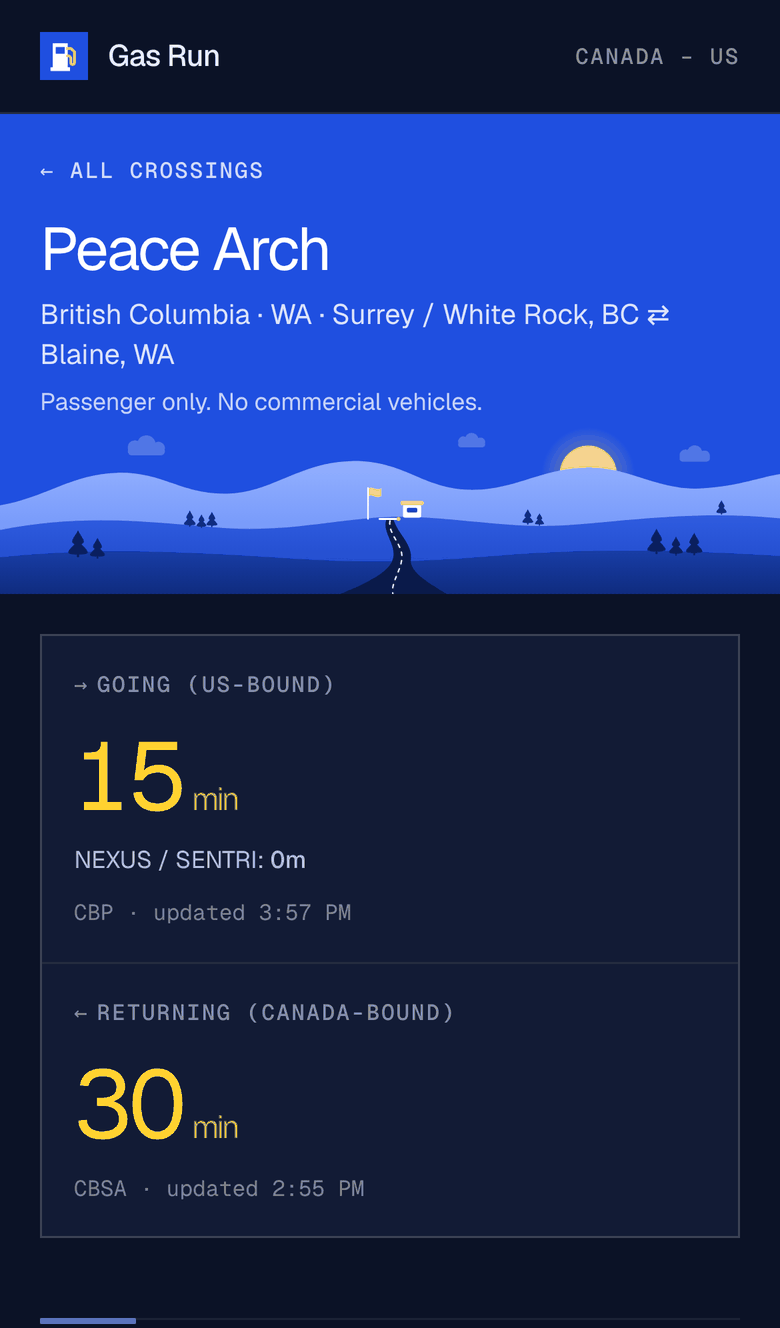 Gas Run
CANADA – US
← ALL CROSSINGS
Peace Arch
British Columbia · WA · Surrey / White Rock, BC ⇄
Blaine, WA
Passenger only. No commercial vehicles.
→ GOING (US-BOUND)
15 min
NEXUS / SENTRI: 0m
CBP · updated 3:57 PM
← RETURNING (CANADA-BOUND)
30 min
CBSA · updated 2:55 PM